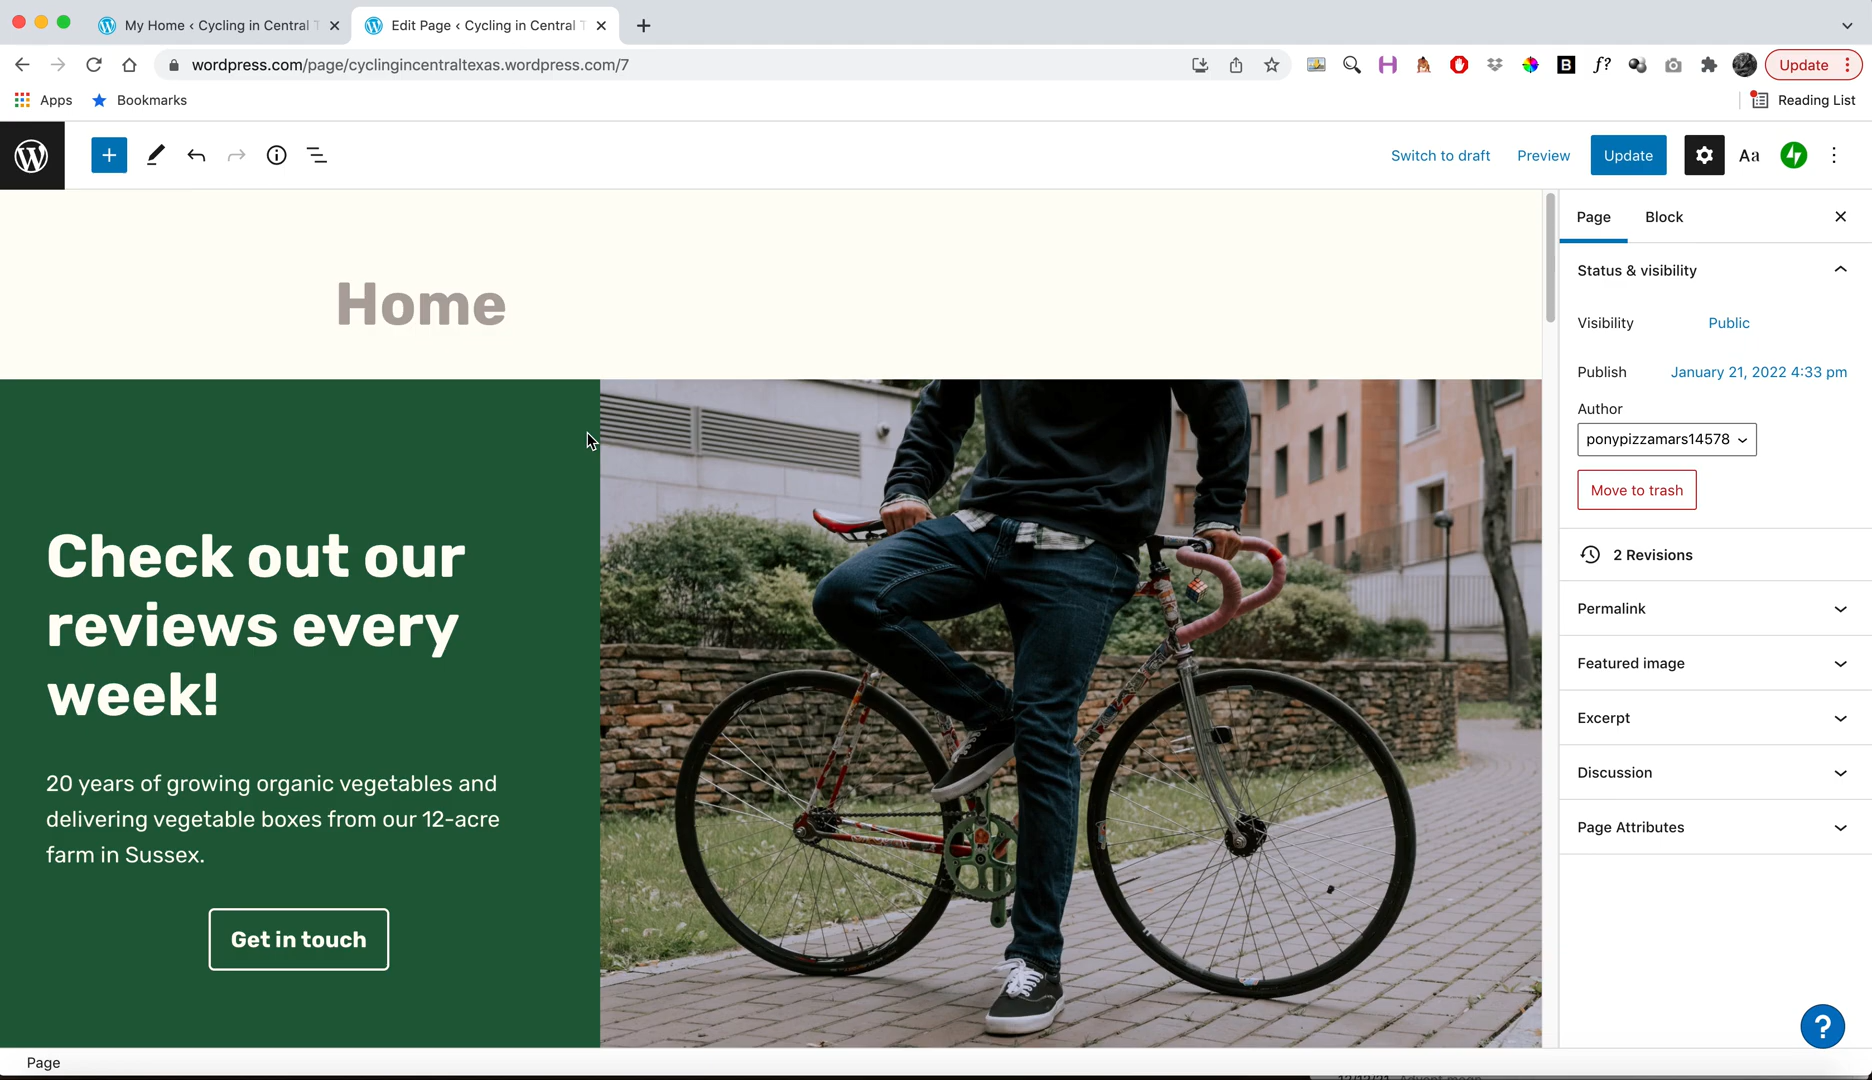 My Home ‹ Cycling in Central T
Edit Page ‹ Cycling in Central T
wordpress.com/page/cyclingincentraltexas.wordpress.com/7
Update
Apps
Bookmarks
Reading List
Switch to draft
Preview
Update
Aa
Page
Block
Home
Status & visibility
Visibility
Public
Publish
January 21, 2022 4:33 pm
Author
ponypizzamars14578
Move to trash
2 Revisions
Permalink
Featured image
Excerpt
Discussion
Page Attributes
Check out our
reviews every
week!
20 years of growing organic vegetables and
delivering vegetable boxes from our 12-acre
farm in Sussex.
Get in touch
?
Page